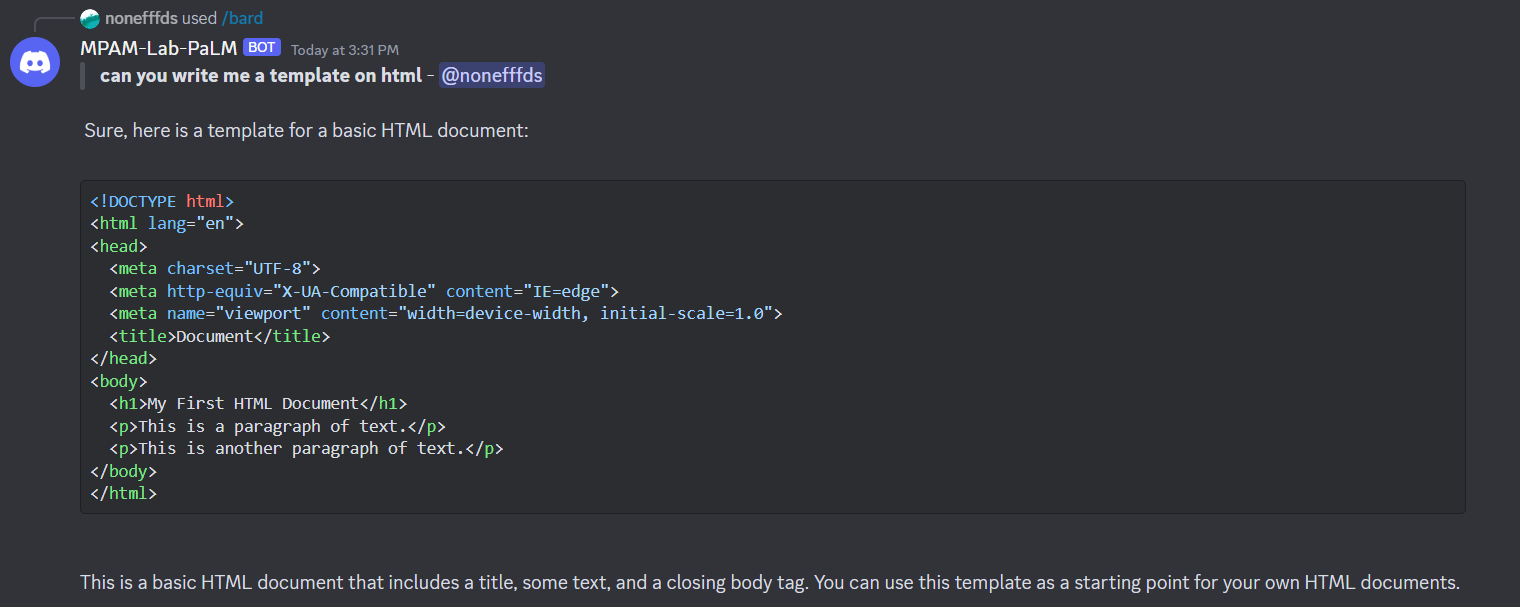 nonefffds used /bard
MPAM-Lab-PaLM BOT Today at 3:31 PM
can you write me a template on html - @nonefffds
Sure, here is a template for a basic HTML document:
<!DOCTYPE html>
<html lang="en">
<head>
  <meta charset="UTF-8">
  <meta http-equiv="X-UA-Compatible" content="IE=edge">
  <meta name="viewport" content="width=device-width, initial-scale=1.0">
  <title>Document</title>
</head>
<body>
  <h1>My First HTML Document</h1>
  <p>This is a paragraph of text.</p>
  <p>This is another paragraph of text.</p>
</body>
</html>
This is a basic HTML document that includes a title, some text, and a closing body tag. You can use this template as a starting point for your own HTML documents.